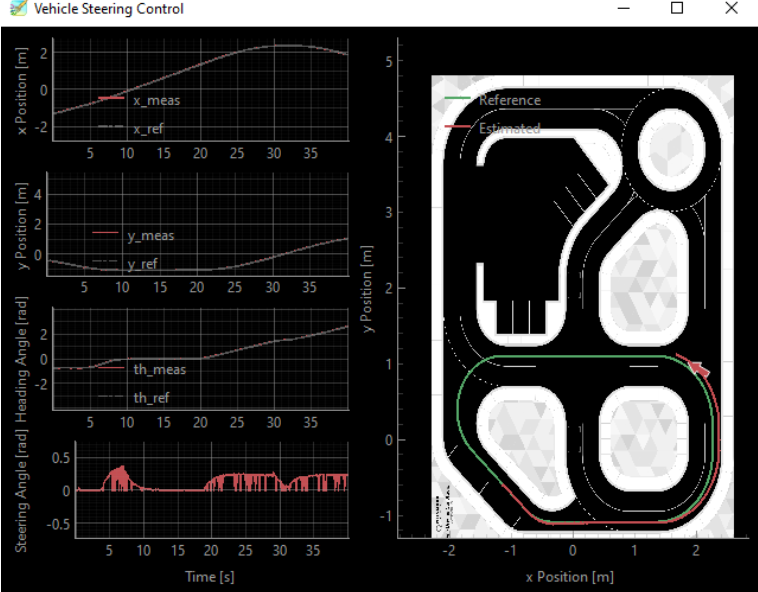 Vehicle Steering Control
x Position [m]
2
0
-2
x_meas
x_ref
5 10 15 20 25 30 35
y Position [m]
4
2
0
y_meas
y_ref
5 10 15 20 25 30 35
Heading Angle [rad]
2
0
-2
th_meas
th_ref
5 10 15 20 25 30 35
Steering Angle [rad]
0.5
0
-0.5
5 10 15 20 25 30 35
Time [s]
y Position [m]
5
4
3
2
1
0
-1
Reference
Estimated
-2 -1 0 1 2
x Position [m]